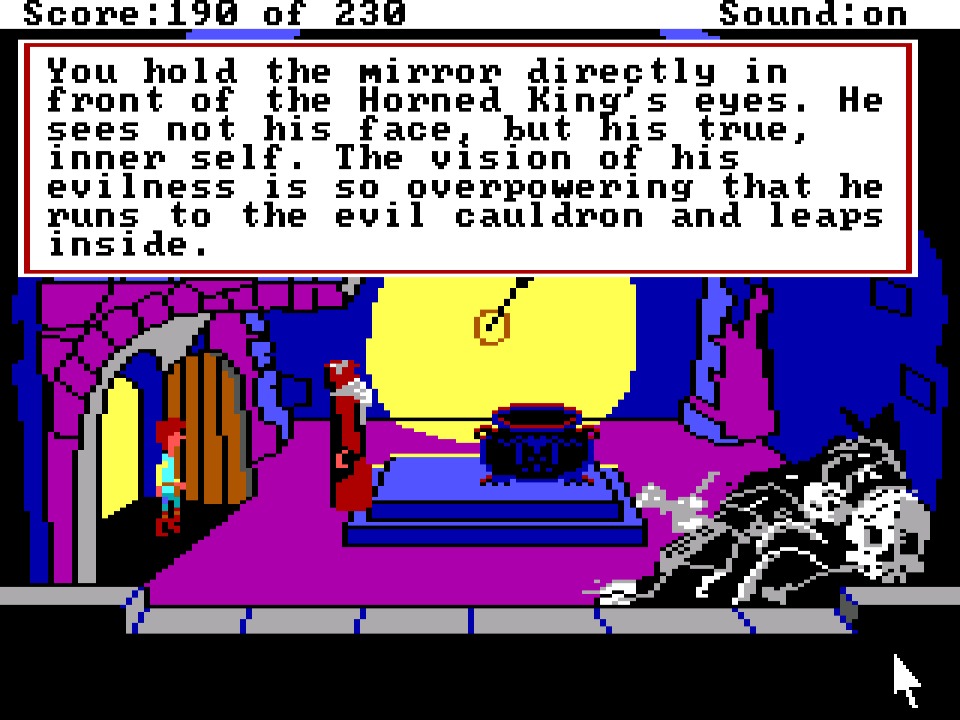 Score:190 of 230 Sound:on
You hold the mirror directly in
front of the Horned King's eyes. He
sees not his face, but his true,
inner self. The vision of his
evilness is so overpowering that he
runs to the evil cauldron and leaps
inside.